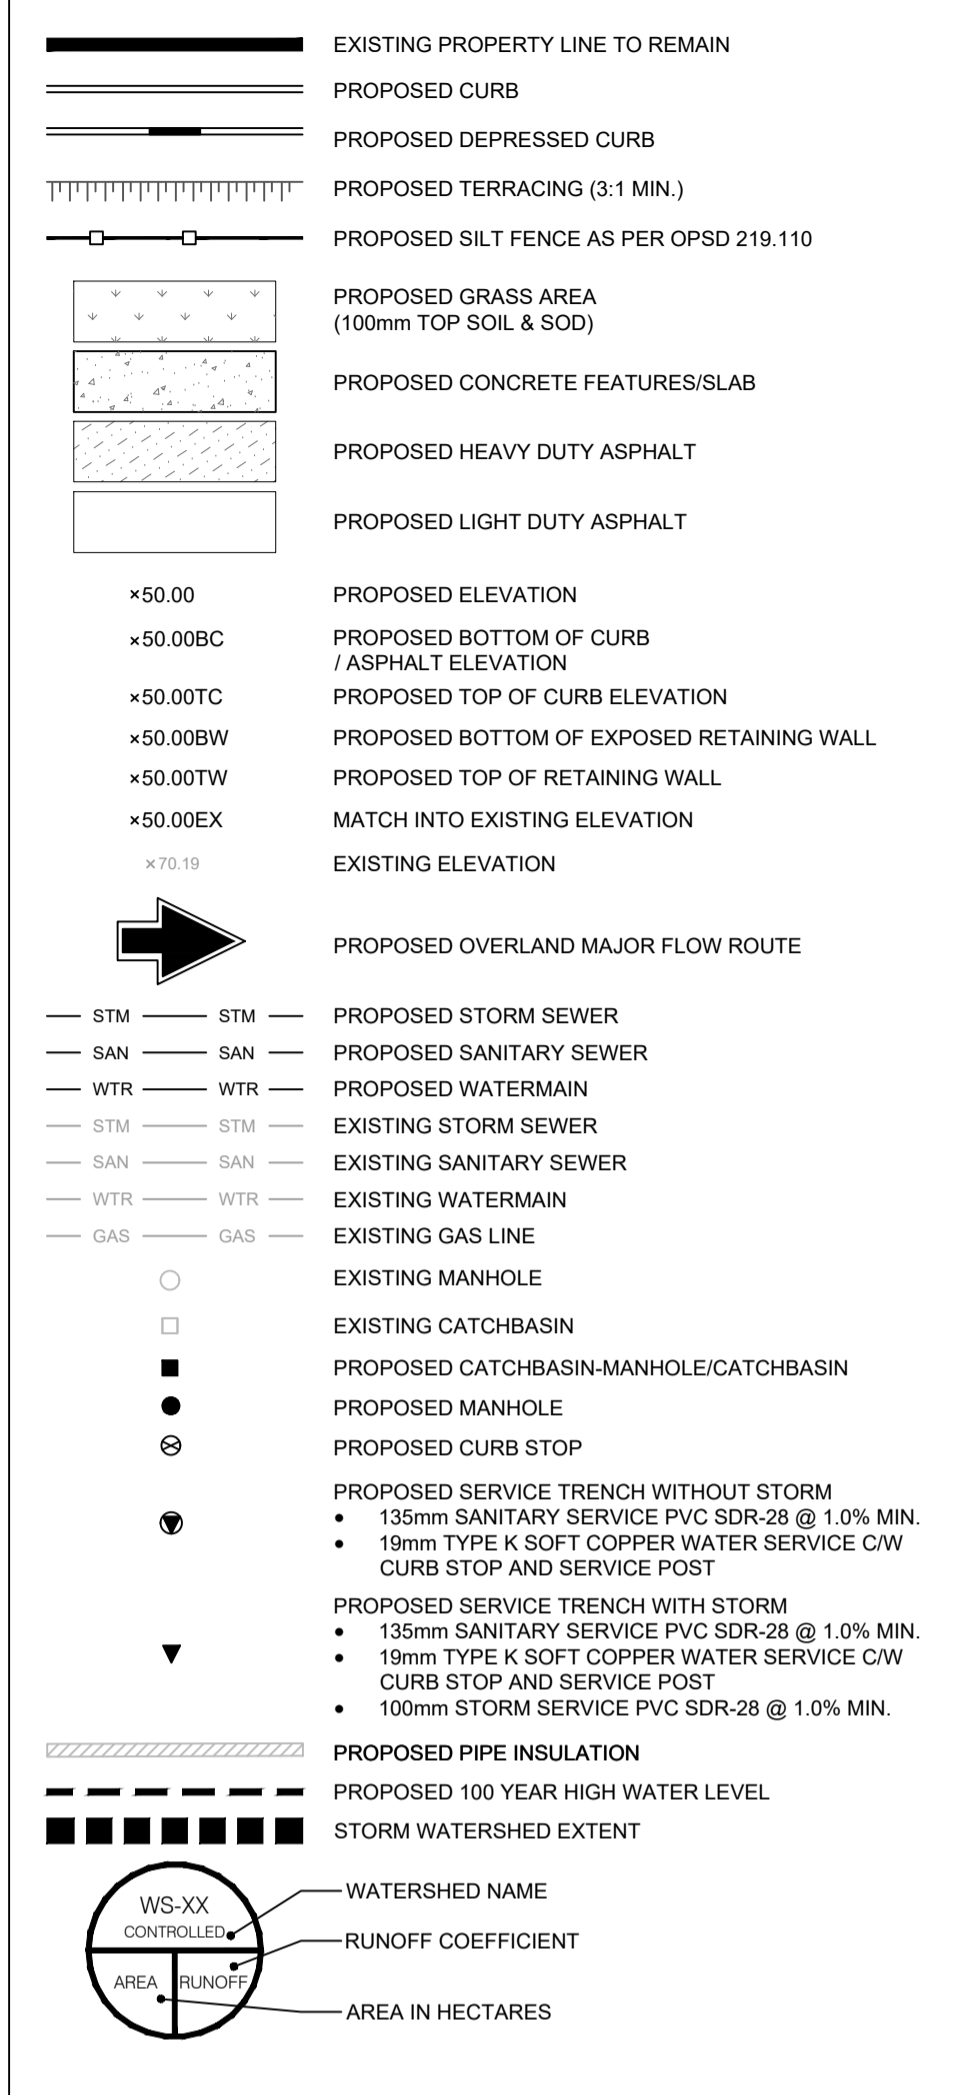 EXISTING PROPERTY LINE TO REMAIN
PROPOSED CURB
PROPOSED DEPRESSED CURB
PROPOSED TERRACING (3:1 MIN.)
PROPOSED SILT FENCE AS PER OPSD 219.110
PROPOSED GRASS AREA
(100mm TOP SOIL & SOD)
PROPOSED CONCRETE FEATURES/SLAB
PROPOSED HEAVY DUTY ASPHALT
PROPOSED LIGHT DUTY ASPHALT
×50.00 PROPOSED ELEVATION
×50.00BC PROPOSED BOTTOM OF CURB
/ ASPHALT ELEVATION
×50.00TC PROPOSED TOP OF CURB ELEVATION
×50.00BW PROPOSED BOTTOM OF EXPOSED RETAINING WALL
×50.00TW PROPOSED TOP OF RETAINING WALL
×50.00EX MATCH INTO EXISTING ELEVATION
×70.19 EXISTING ELEVATION
PROPOSED OVERLAND MAJOR FLOW ROUTE
STM STM PROPOSED STORM SEWER
SAN SAN PROPOSED SANITARY SEWER
WTR WTR PROPOSED WATERMAIN
STM STM EXISTING STORM SEWER
SAN SAN EXISTING SANITARY SEWER
WTR WTR EXISTING WATERMAIN
GAS GAS EXISTING GAS LINE
EXISTING MANHOLE
EXISTING CATCHBASIN
PROPOSED CATCHBASIN-MANHOLE/CATCHBASIN
PROPOSED MANHOLE
PROPOSED CURB STOP
PROPOSED SERVICE TRENCH WITHOUT STORM
• 135mm SANITARY SERVICE PVC SDR-28 @ 1.0% MIN.
• 19mm TYPE K SOFT COPPER WATER SERVICE C/W
CURB STOP AND SERVICE POST
PROPOSED SERVICE TRENCH WITH STORM
• 135mm SANITARY SERVICE PVC SDR-28 @ 1.0% MIN.
• 19mm TYPE K SOFT COPPER WATER SERVICE C/W
CURB STOP AND SERVICE POST
• 100mm STORM SERVICE PVC SDR-28 @ 1.0% MIN.
PROPOSED PIPE INSULATION
PROPOSED 100 YEAR HIGH WATER LEVEL
STORM WATERSHED EXTENT
WS-XX
CONTROLLED
AREA RUNOFF
WATERSHED NAME
RUNOFF COEFFICIENT
AREA IN HECTARES